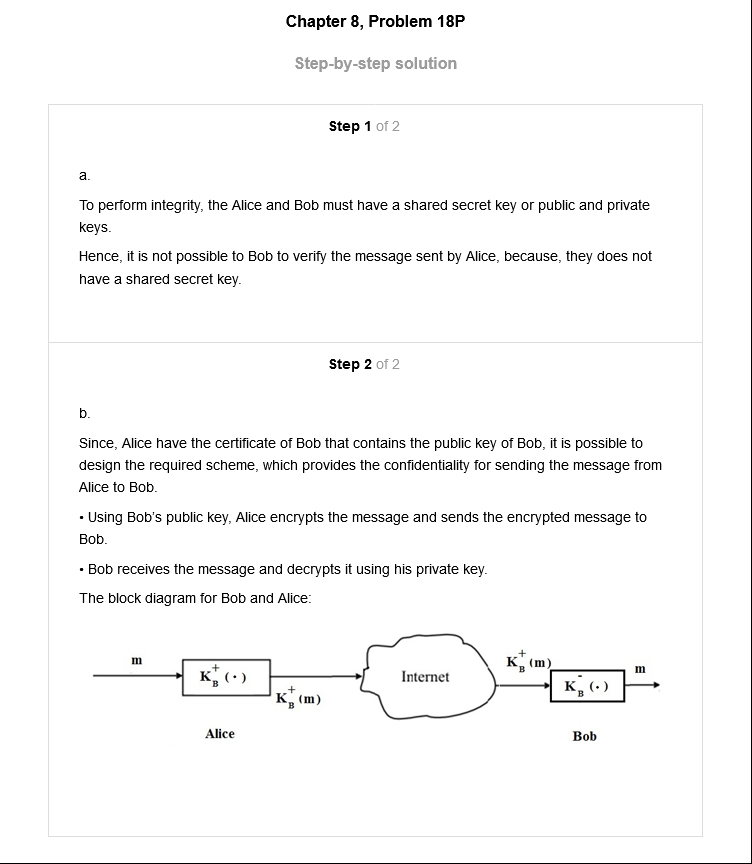 Chapter 8, Problem 18P
Step-by-step solution
Step 1 of 2
a.
To perform integrity, the Alice and Bob must have a shared secret key or public and private
keys.
Hence, it is not possible to Bob to verify the message sent by Alice, because, they does not
have a shared secret key.
Step 2 of 2
b.
Since, Alice have the certificate of Bob that contains the public key of Bob, it is possible to
design the required scheme, which provides the confidentiality for sending the message from
Alice to Bob.
• Using Bob's public key, Alice encrypts the message and sends the encrypted message to
Bob.
• Bob receives the message and decrypts it using his private key.
The block diagram for Bob and Alice:
m
K_B^+ (·)
K_B^+ (m)
Internet
K_B^+ (m)
K_B^- (·)
m
Alice
Bob